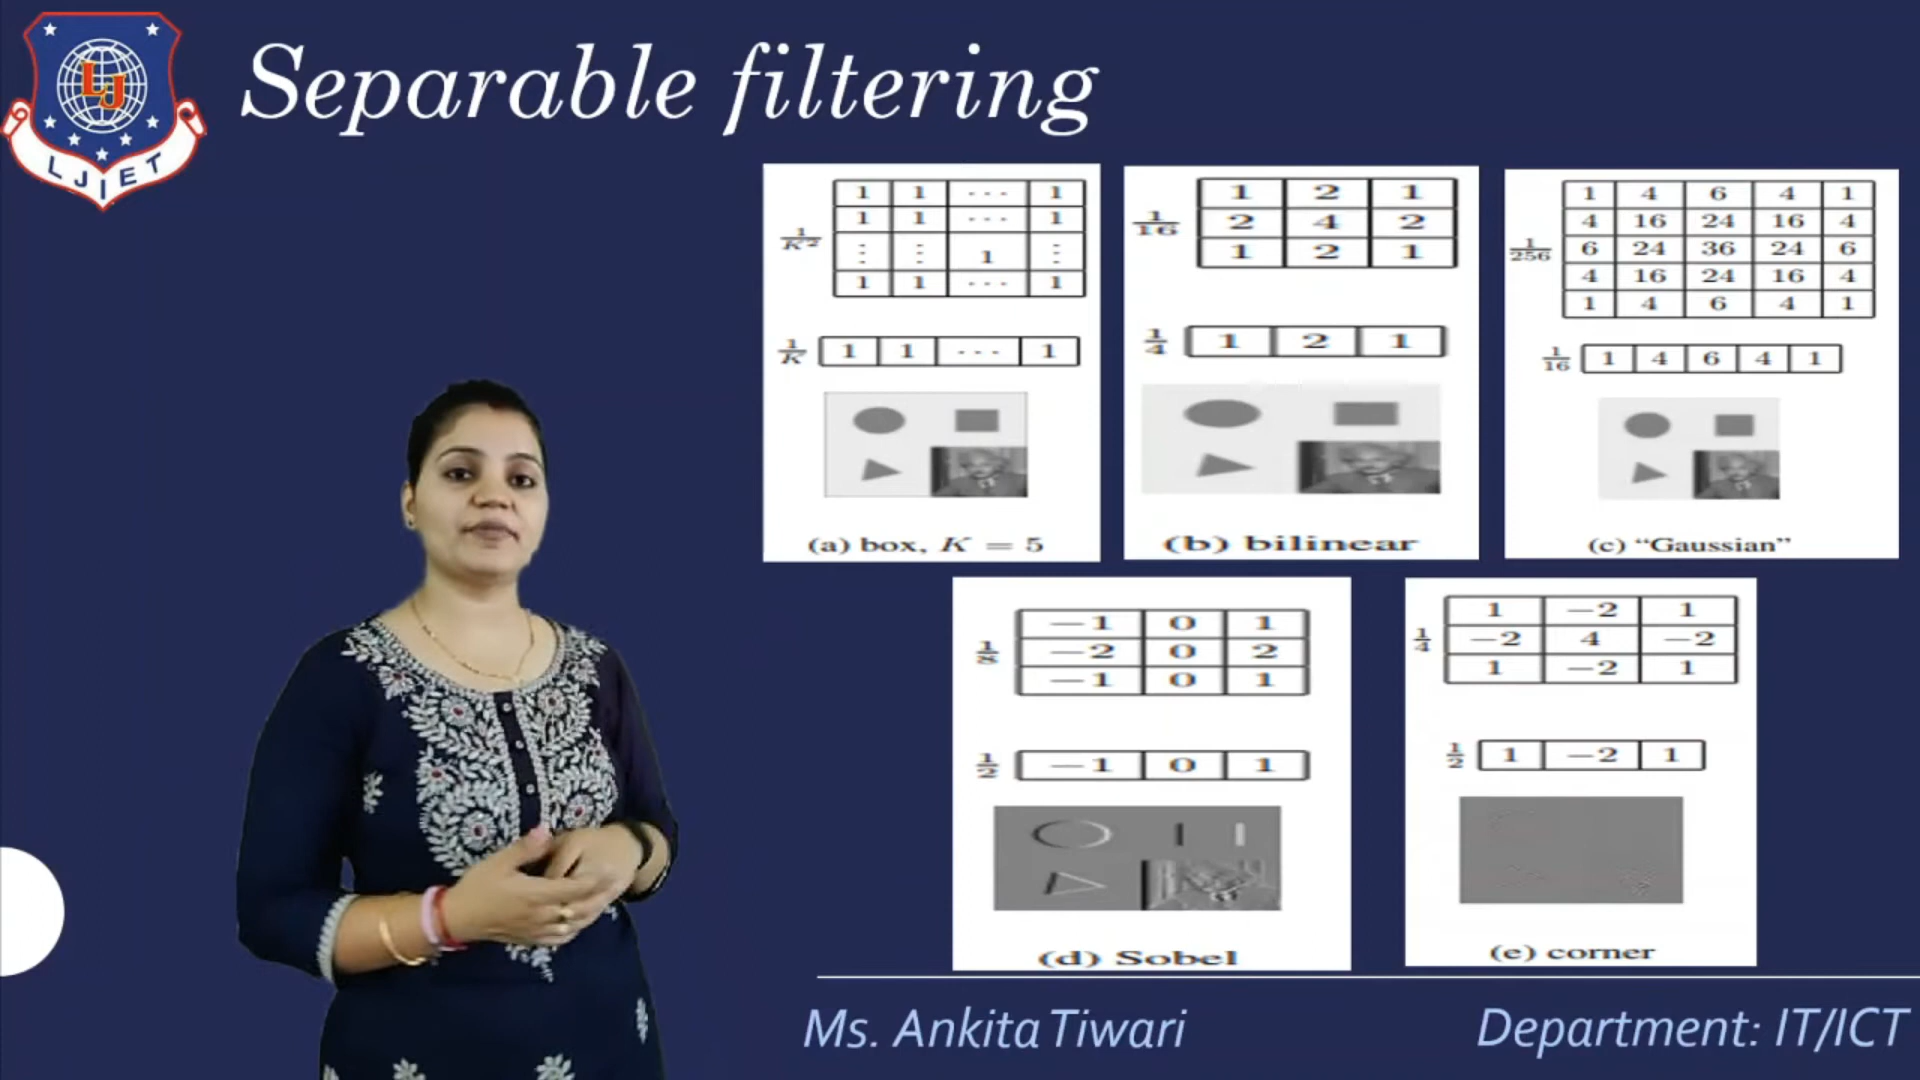 LJ
LJIET
Separable filtering
1/K²
1 1 ··· 1
1 1 ··· 1
⋮ ⋮ 1 ⋮
1 1 ··· 1
1/K 1 1 ··· 1
(a) box, K = 5
1/16
1 2 1
2 4 2
1 2 1
1/4 1 2 1
(b) bilinear
1/256
1 4 6 4 1
4 16 24 16 4
6 24 36 24 6
4 16 24 16 4
1 4 6 4 1
1/16 1 4 6 4 1
(c) “Gaussian”
1/8
−1 0 1
−2 0 2
−1 0 1
1/2 −1 0 1
(d) Sobel
1/4
1 −2 1
−2 4 −2
1 −2 1
1/2 1 −2 1
(e) corner
Ms. Ankita Tiwari
Department: IT/ICT